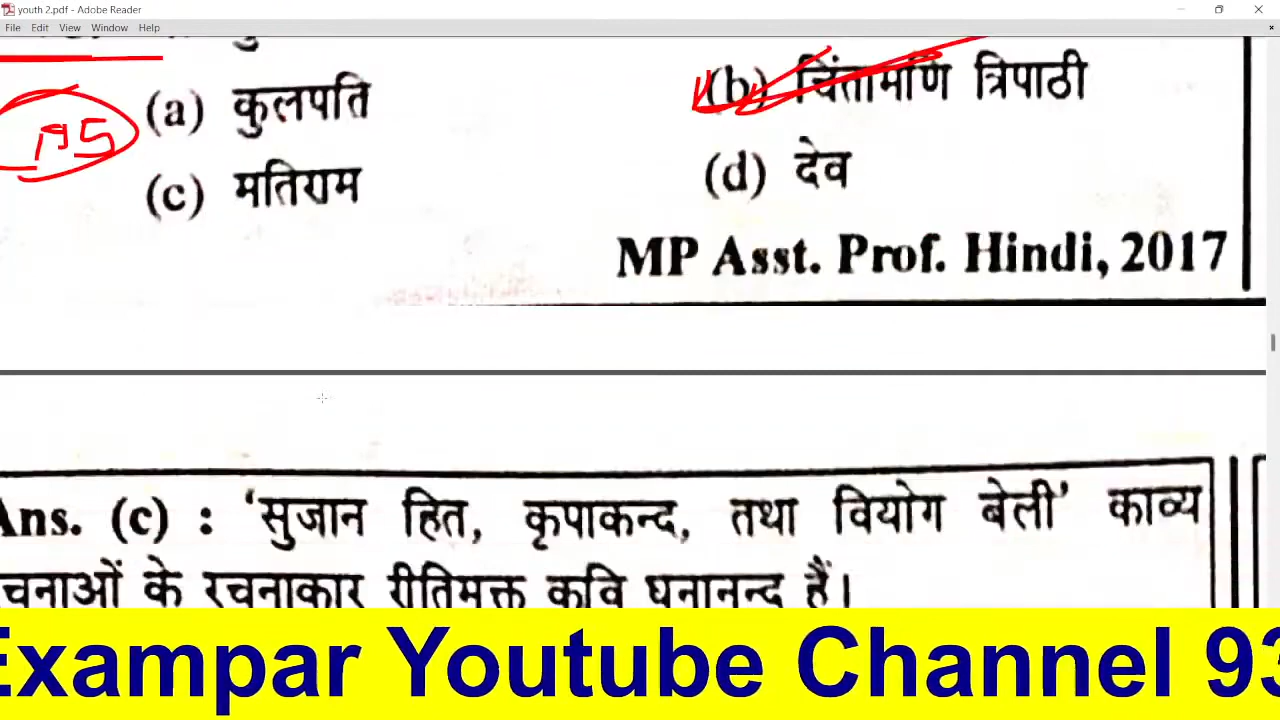 youth 2.pdf - Adobe Reader
File Edit View Window Help
195
(a) कुलपति
(b) चिंतामणि त्रिपाठी
(c) मतिराम
(d) देव
MP Asst. Prof. Hindi, 2017
Ans. (c) : ‘सुजान हित, कृपाकन्द, तथा वियोग बेली’ काव्य
रचनाओं के रचनाकार रीतिमुक्त कवि घनानन्द हैं।
Exampar Youtube Channel 93